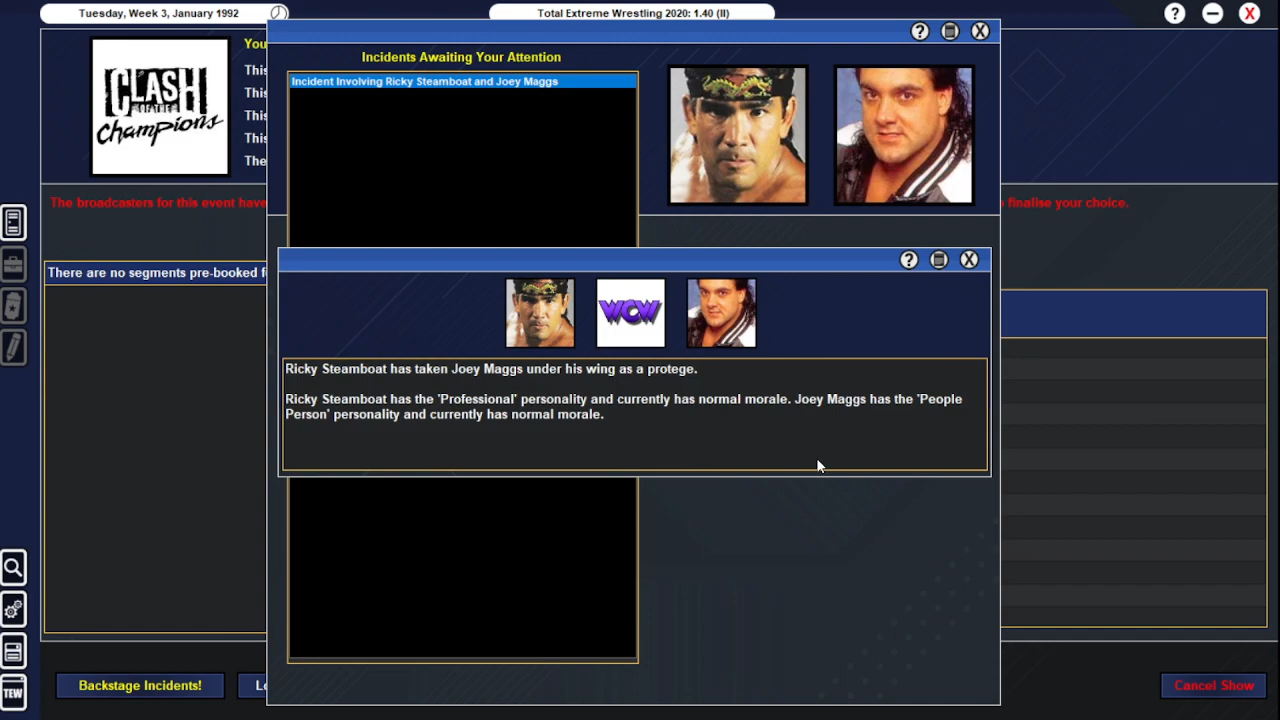 Tuesday, Week 3, January 1992
Total Extreme Wrestling 2020: 1.40 (II)
?
X
CLASH
OF THE
Champions
You
This
This
This
This
The
Incidents Awaiting Your Attention
Incident Involving Ricky Steamboat and Joey Maggs
? X
The broadcasters for this event have
o finalise your choice.
There are no segments pre-booked f
? X
WCW
Ricky Steamboat has taken Joey Maggs under his wing as a protege.
Ricky Steamboat has the 'Professional' personality and currently has normal morale. Joey Maggs has the 'People
Person' personality and currently has normal morale.
TEW
Backstage Incidents!
Lo
Cancel Show